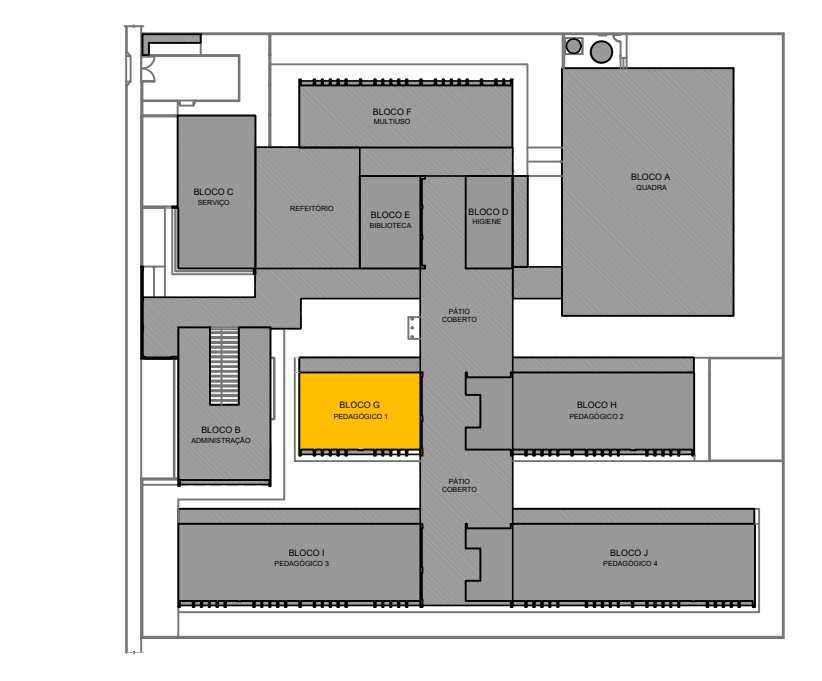 BLOCO F
MULTIUSO
BLOCO A
QUADRA
BLOCO C
SERVIÇO
REFEITÓRIO
BLOCO E
BIBLIOTECA
BLOCO D
HIGIENE
PÁTIO
COBERTO
BLOCO G
PEDAGÓGICO 1
BLOCO H
PEDAGÓGICO 2
BLOCO B
ADMINISTRAÇÃO
PÁTIO
COBERTO
BLOCO I
PEDAGÓGICO 3
BLOCO J
PEDAGÓGICO 4